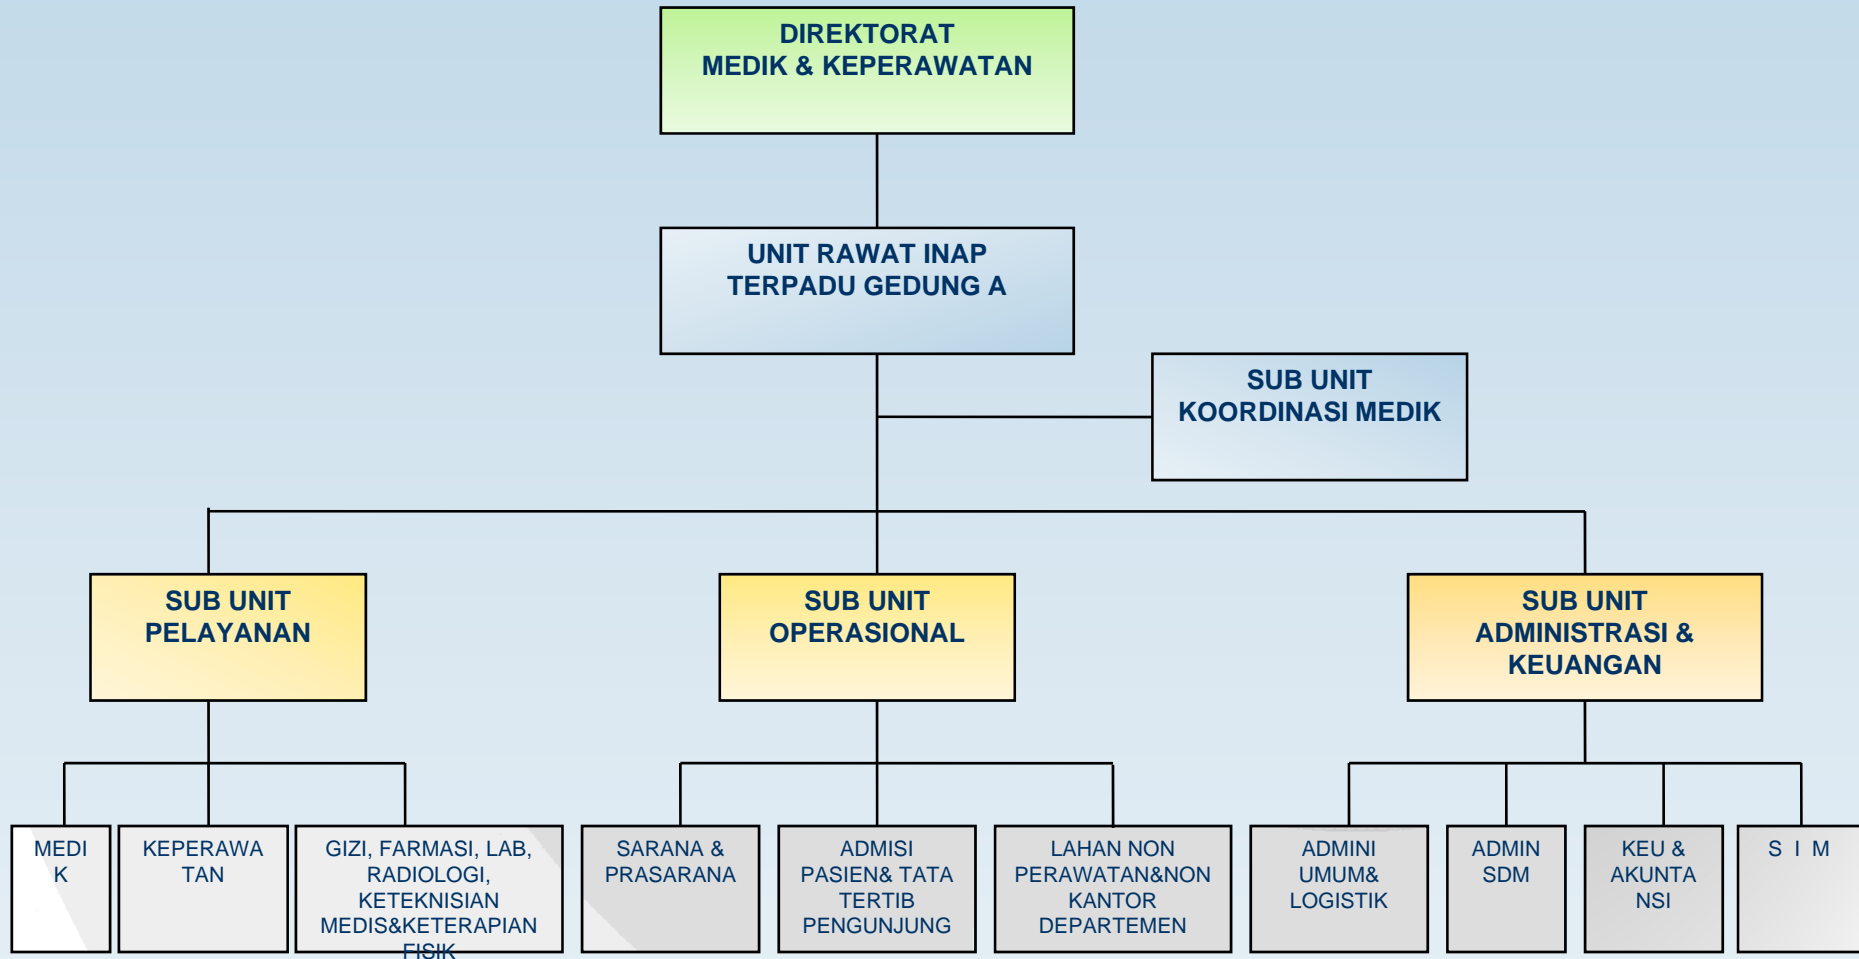 DIREKTORAT
MEDIK & KEPERAWATAN
UNIT RAWAT INAP
TERPADU GEDUNG A
SUB UNIT
KOORDINASI MEDIK
SUB UNIT
PELAYANAN
SUB UNIT
OPERASIONAL
SUB UNIT
ADMINISTRASI &
KEUANGAN
MEDI
K
KEPERAWA
TAN
GIZI, FARMASI, LAB,
RADIOLOGI,
KETEKNISIAN
MEDIS&KETERAPIAN
FISIK
SARANA &
PRASARANA
ADMISI
PASIEN& TATA
TERTIB
PENGUNJUNG
LAHAN NON
PERAWATAN&NON
KANTOR
DEPARTEMEN
ADMINI
UMUM&
LOGISTIK
ADMIN
SDM
KEU &
AKUNTA
NSI
S I M